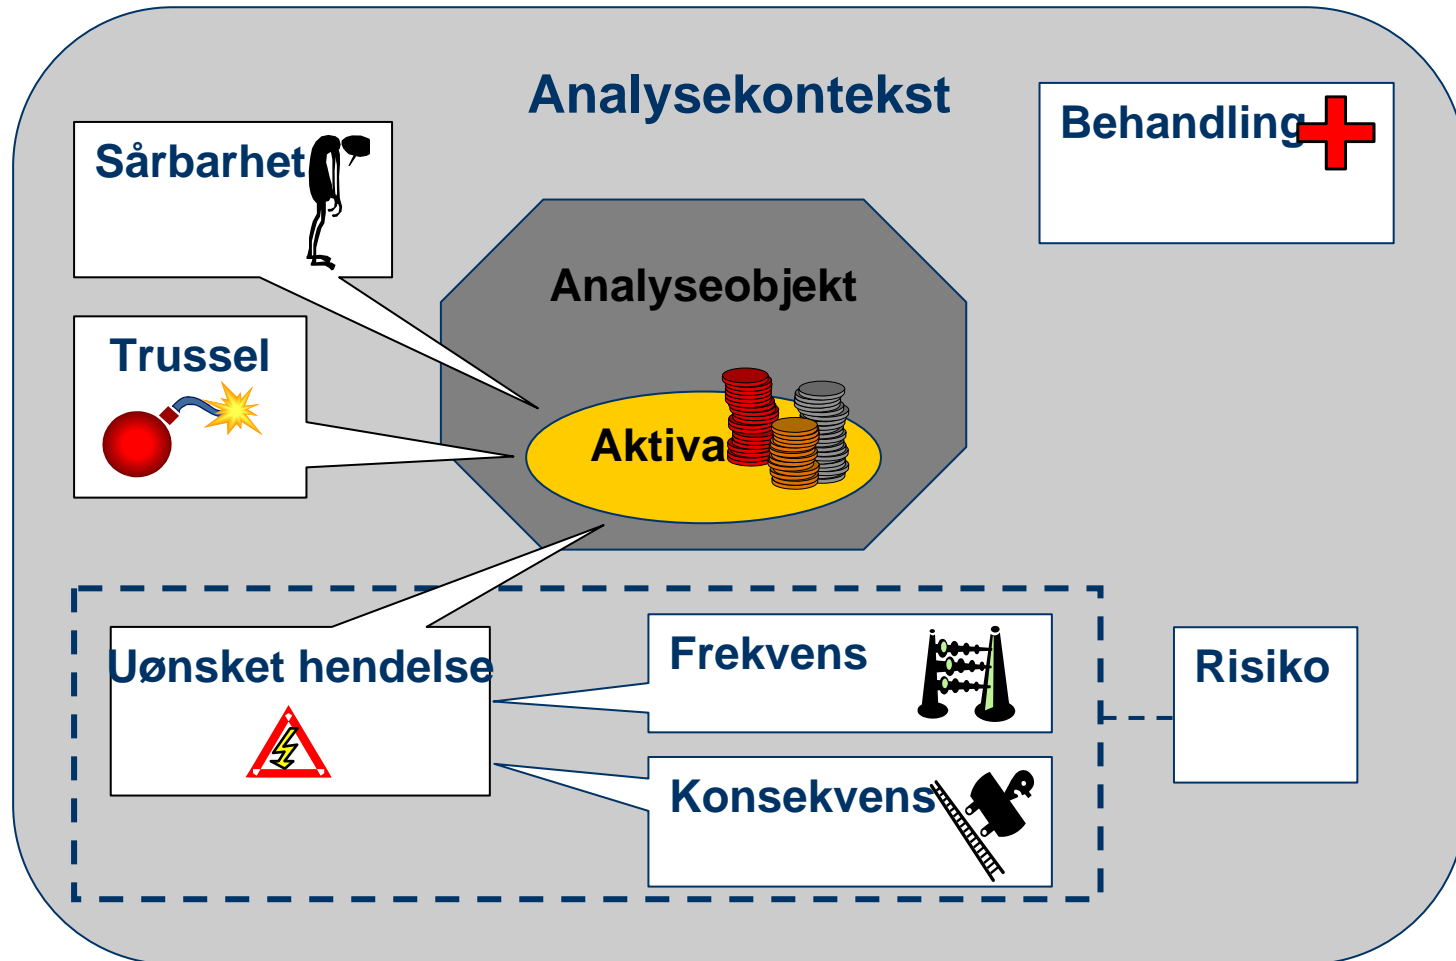 Analysekontekst
Behandling
Sårbarhet
Analyseobjekt
Trussel
Aktiva
Uønsket hendelse
Frekvens
Risiko
Konsekvens